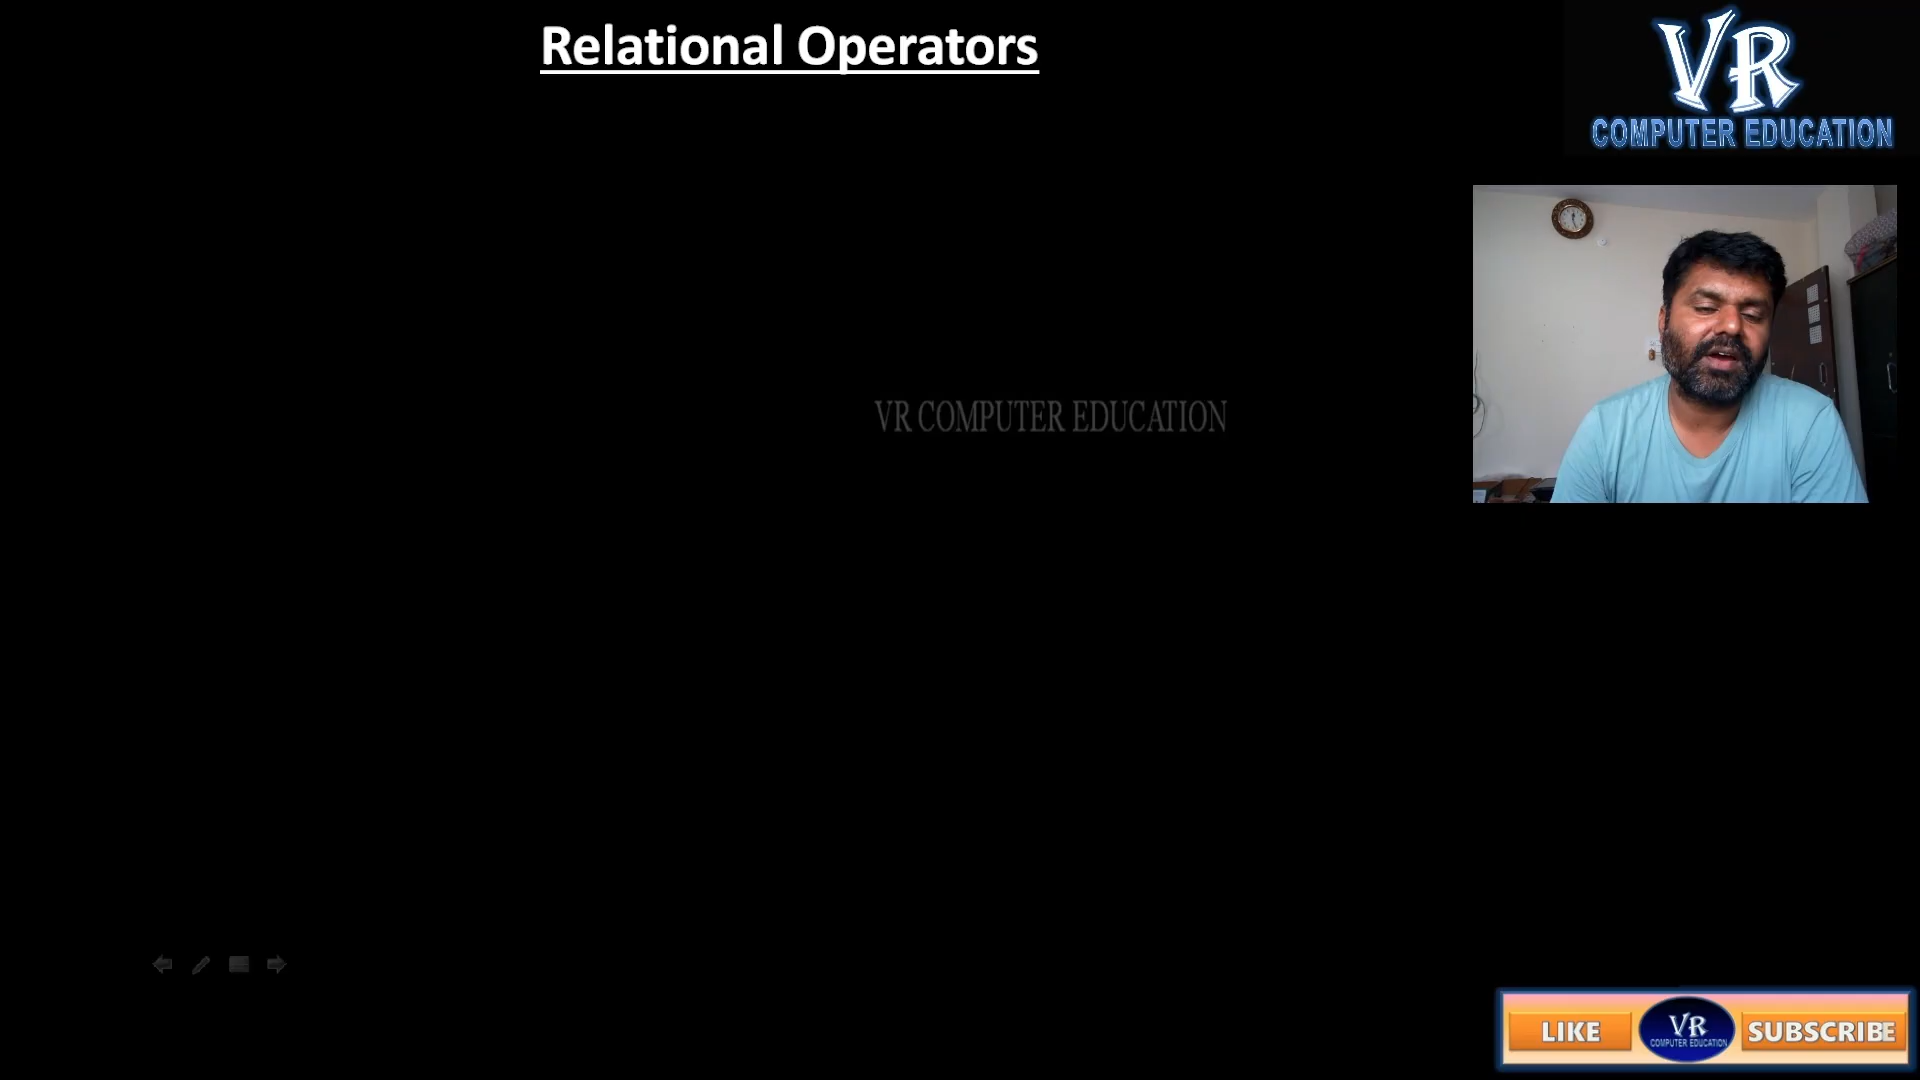 Relational Operators
VR
COMPUTER EDUCATION
VR COMPUTER EDUCATION
LIKE
VR
COMPUTER EDUCATION
SUBSCRIBE